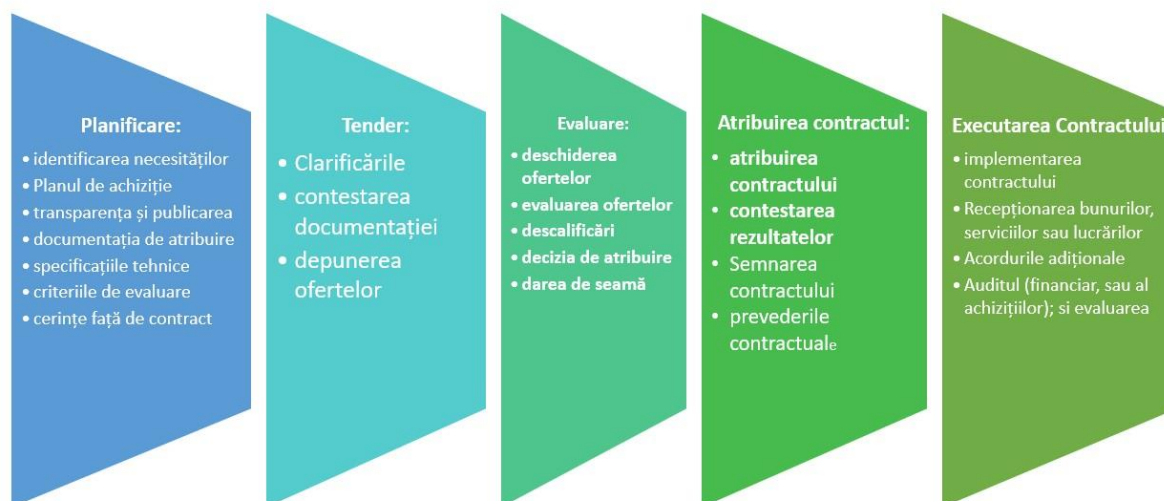 Planificare:
• identificarea necesităților
• Planul de achiziție
• transparența și publicarea
• documentația de atribuire
• specificațiile tehnice
• criteriile de evaluare
• cerințe față de contract
Tender:
• Clarificările
• contestarea
documentației
• depunerea
ofertelor
Evaluare:
• deschiderea
ofertelor
• evaluarea ofertelor
• descalificări
• decizia de atribuire
• darea de seamă
Atribuirea contractul:
• atribuirea
contractului
• contestarea
rezultatelor
• Semnarea
contractului
• prevederile
contractuale
Executarea Contractului
• implementarea
contractului
• Recepționarea bunurilor,
serviciilor sau lucrărilor
• Acordurile adiționale
• Auditul (financiar, sau al
achizițiilor); si evaluarea